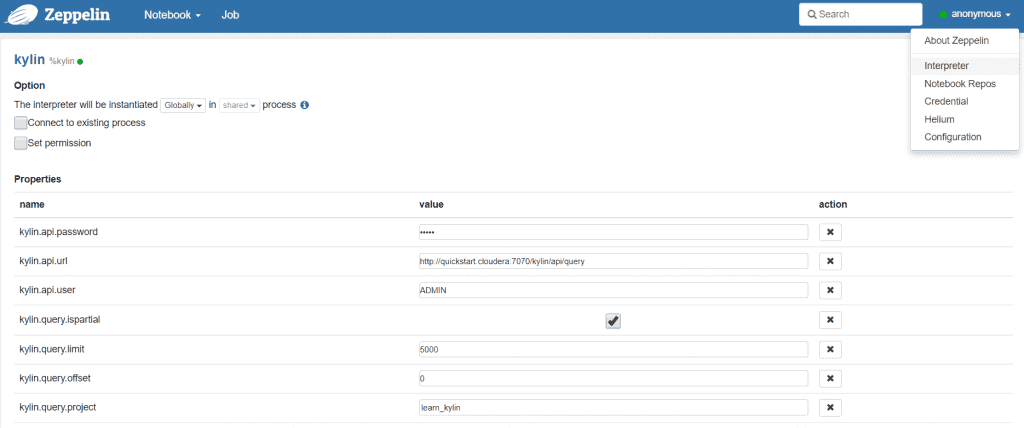 Zeppelin Notebook Job Search anonymous
About Zeppelin
Interpreter
Notebook Repos
Credential
Helium
Configuration
kylin %kylin
Option
The interpreter will be instantiated Globally in shared process
Connect to existing process
Set permission
Properties
name value action
kylin.api.password •••••
kylin.api.url http://quickstart.cloudera:7070/kylin/api/query
kylin.api.user ADMIN
kylin.query.ispartial
kylin.query.limit 5000
kylin.query.offset 0
kylin.query.project learn_kylin